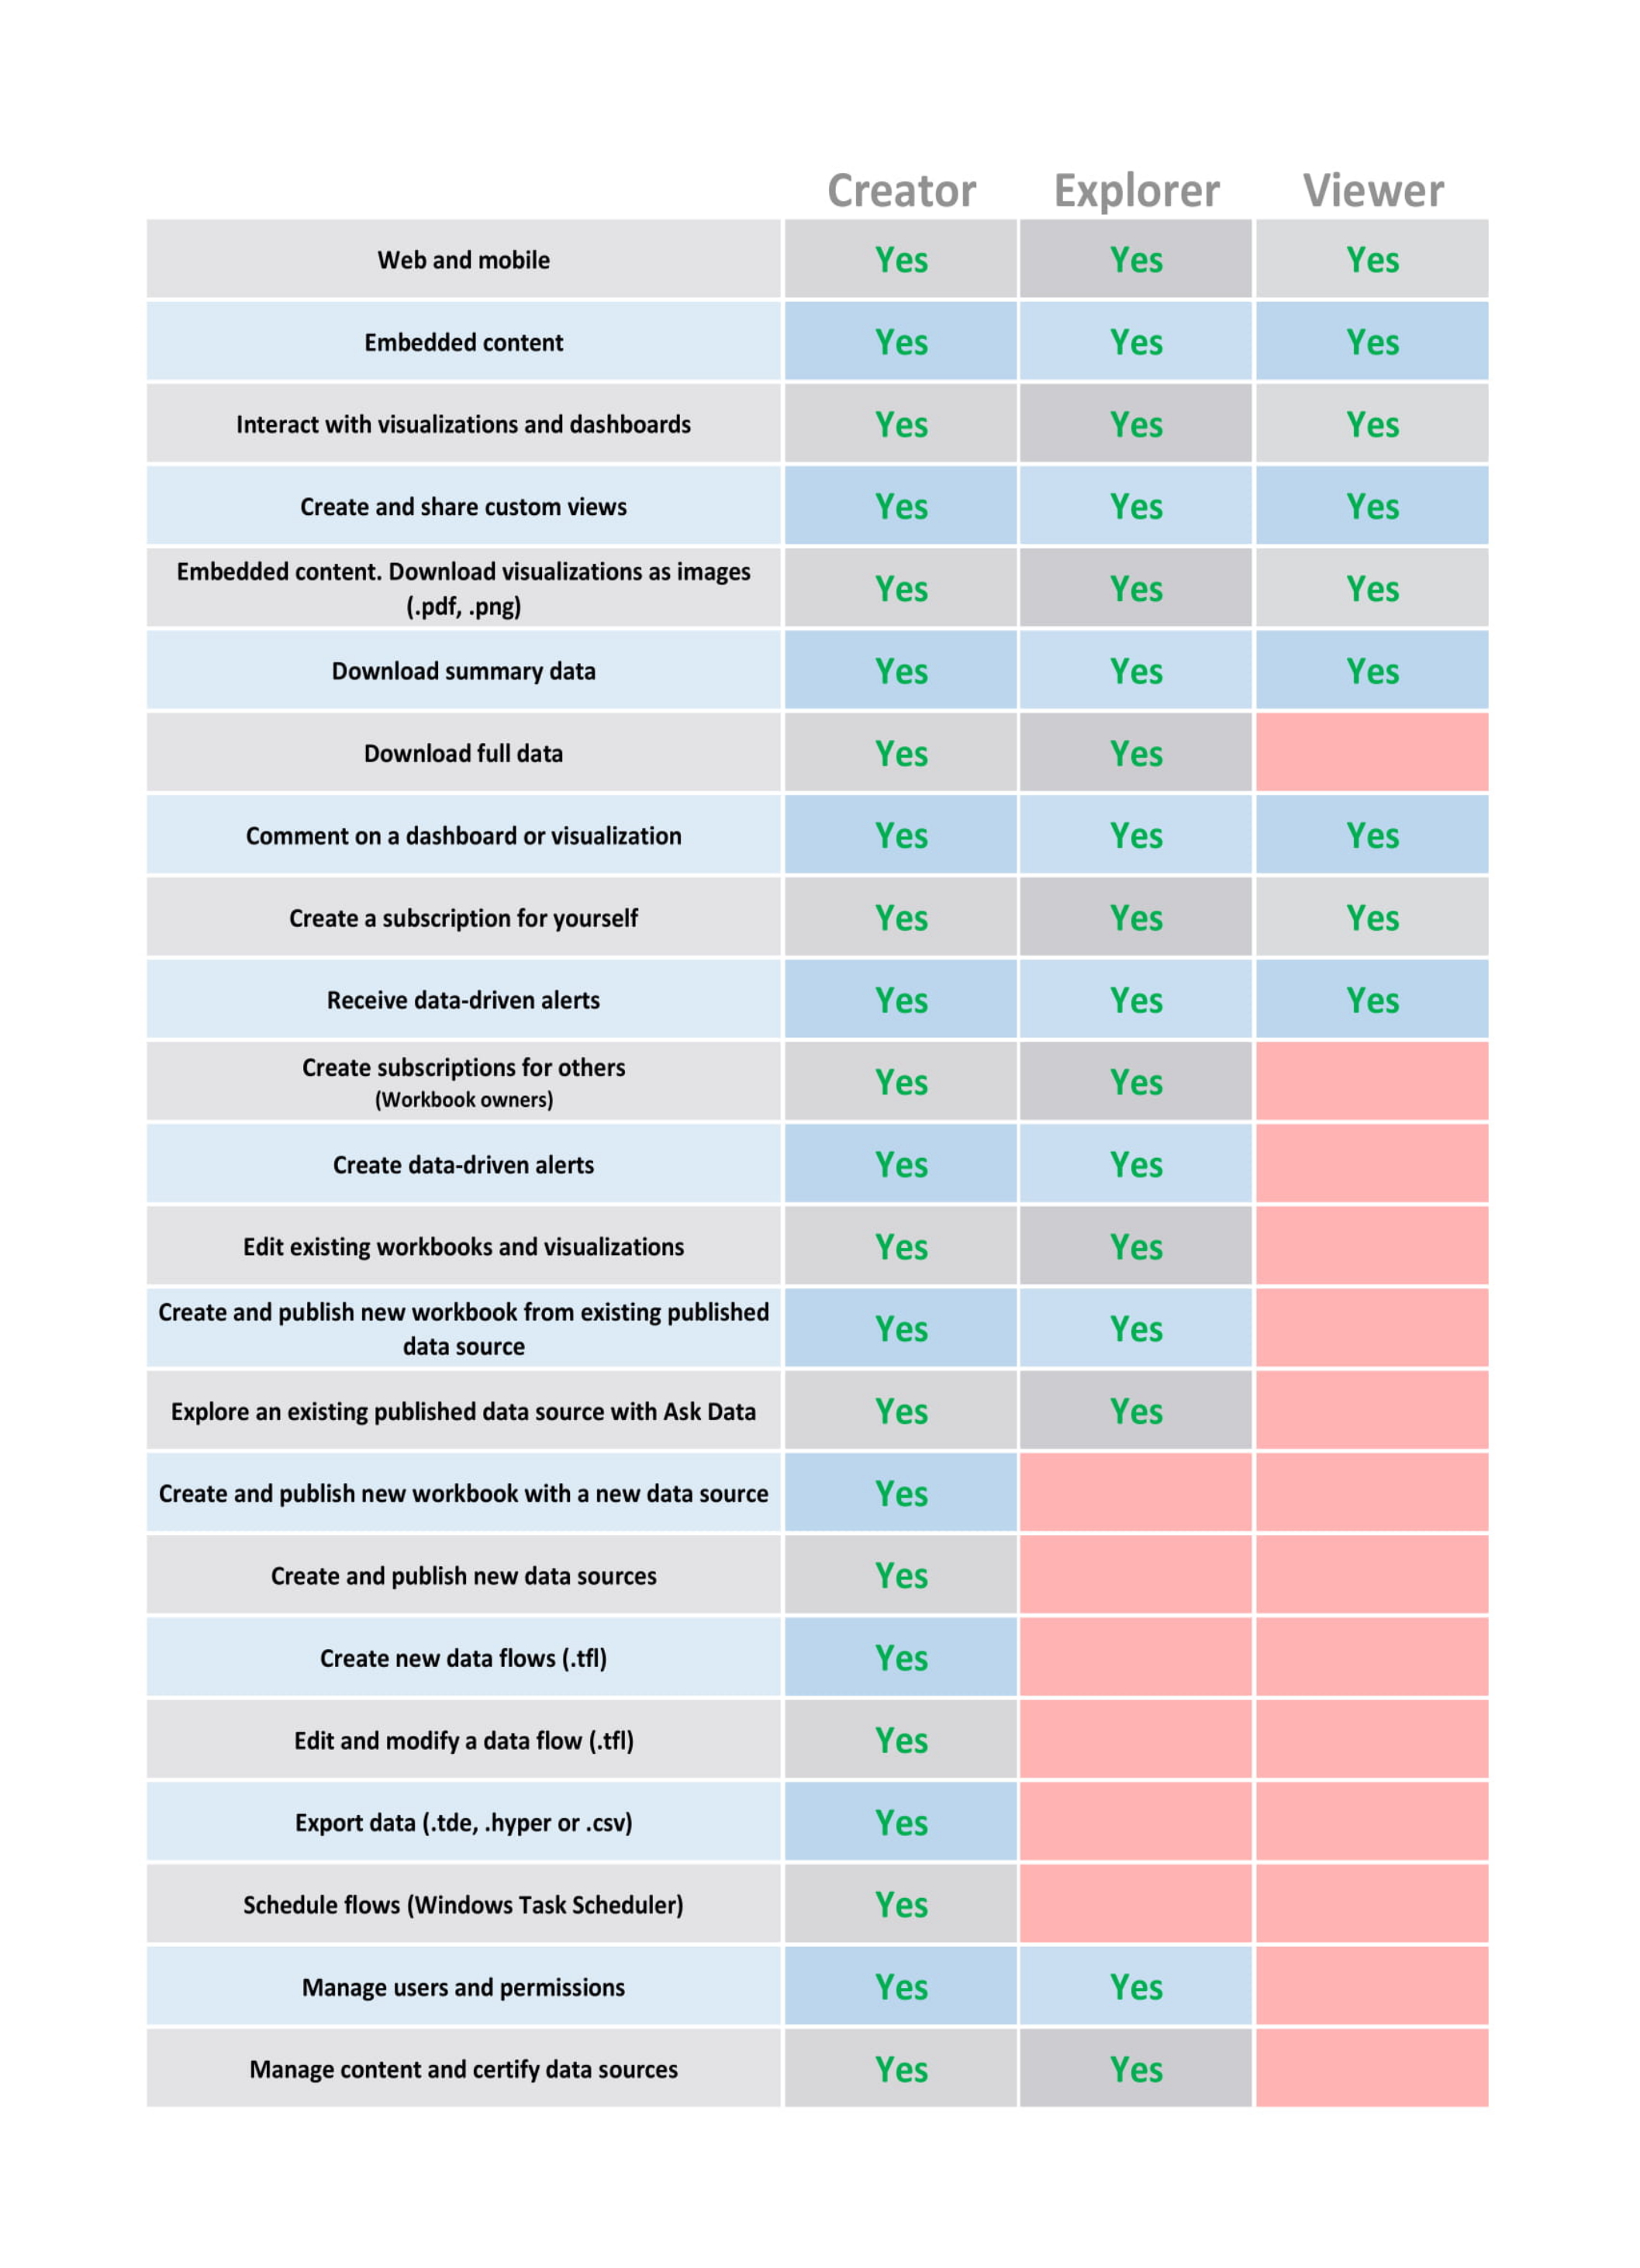 Creator Explorer Viewer
Web and mobile Yes Yes Yes
Embedded content Yes Yes Yes
Interact with visualizations and dashboards Yes Yes Yes
Create and share custom views Yes Yes Yes
Embedded content. Download visualizations as images
(.pdf, .png) Yes Yes Yes
Download summary data Yes Yes Yes
Download full data Yes Yes
Comment on a dashboard or visualization Yes Yes Yes
Create a subscription for yourself Yes Yes Yes
Receive data-driven alerts Yes Yes Yes
Create subscriptions for others
(Workbook owners) Yes Yes
Create data-driven alerts Yes Yes
Edit existing workbooks and visualizations Yes Yes
Create and publish new workbook from existing published
data source Yes Yes
Explore an existing published data source with Ask Data Yes Yes
Create and publish new workbook with a new data source Yes
Create and publish new data sources Yes
Create new data flows (.tfl) Yes
Edit and modify a data flow (.tfl) Yes
Export data (.tde, .hyper or .csv) Yes
Schedule flows (Windows Task Scheduler) Yes
Manage users and permissions Yes Yes
Manage content and certify data sources Yes Yes